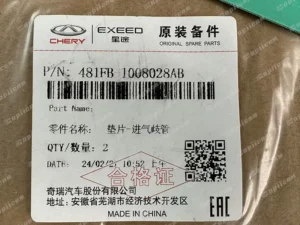 CHERY
EXEED
星途
原装备件
ORIGINAL SPARE PARTS
P/N: 481FB 1008028AB
Part Name:
零件名称: 垫片-进气歧管
QTY/数量: 2
DATE: 24/02/2 10:52 上午
合格证
奇瑞汽车股份有限公司
地址:安徽省芜湖市经济技术开发区
MADE IN CHINA
EAC